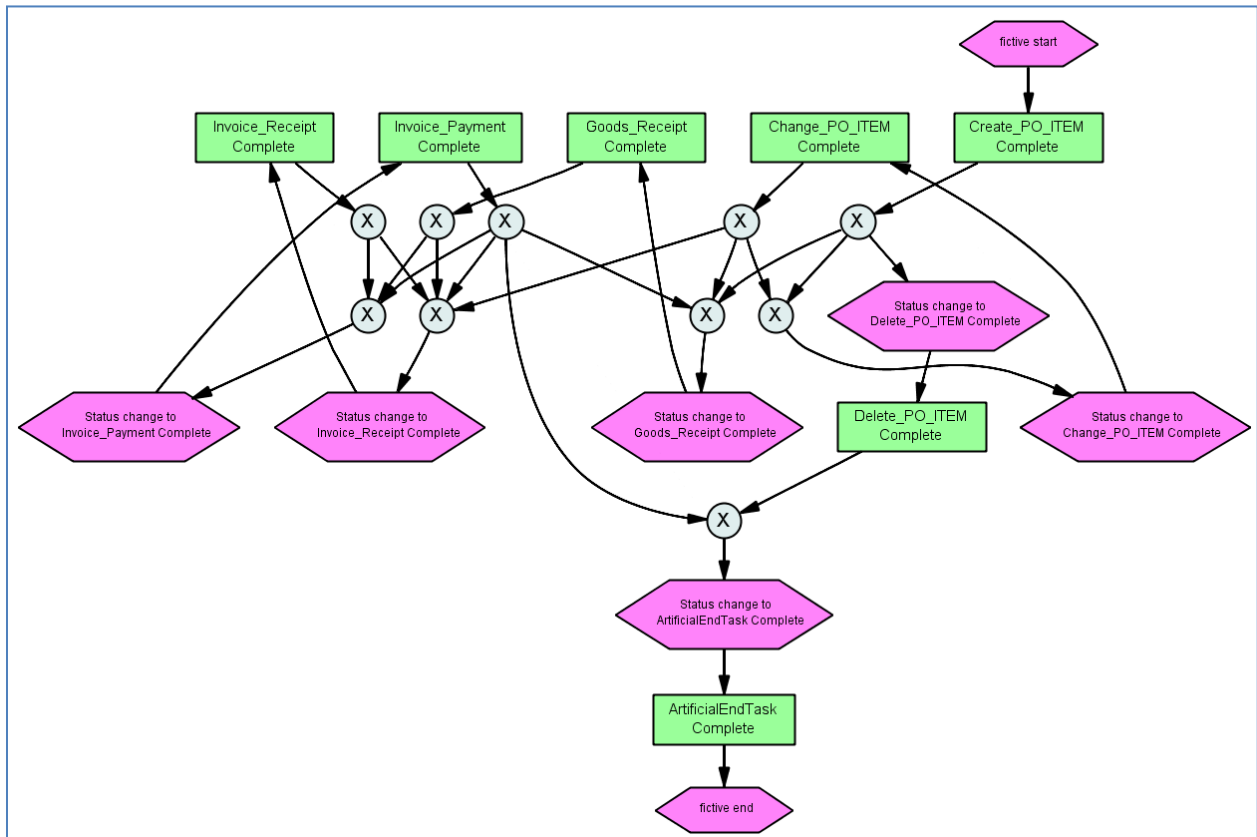 fictive start
Invoice_Receipt
Complete
Invoice_Payment
Complete
Goods_Receipt
Complete
Change_PO_ITEM
Complete
Create_PO_ITEM
Complete
X
X
X
X
X
X
X
X
X
Status change to
Delete_PO_ITEM Complete
Status change to
Invoice_Payment Complete
Status change to
Invoice_Receipt Complete
Status change to
Goods_Receipt Complete
Delete_PO_ITEM
Complete
Status change to
Change_PO_ITEM Complete
X
Status change to
ArtificialEndTask Complete
ArtificialEndTask
Complete
fictive end